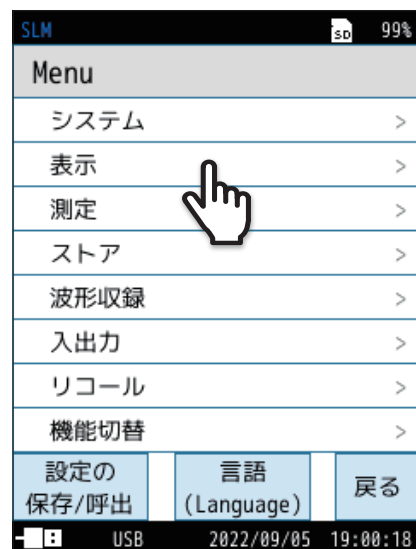 SLM SD 99%
Menu
システム >
表示 >
測定 >
ストア >
波形収録 >
入出力 >
リコール >
機能切替 >
設定の
保存/呼出
言語
(Language)
戻る
USB 2022/09/05 19:00:18